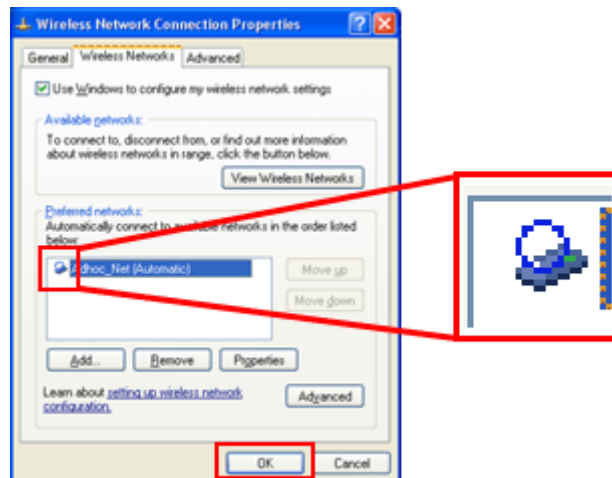 Wireless Network Connection Properties
General Wireless Networks Advanced
Use Windows to configure my wireless network settings
Available networks:
To connect to, disconnect from, or find out more information
about wireless networks in range, click the button below.
View Wireless Networks
Preferred networks:
Automatically connect to available networks in the order listed
below:
Adhoc_Net (Automatic)
Move up
Move down
Add... Remove Properties
Learn about setting up wireless network
configuration.
Advanced
OK Cancel